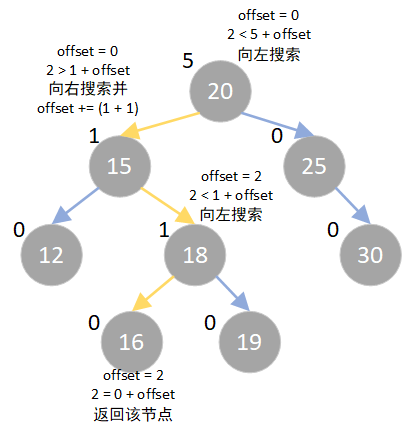 offset = 0
2 < 5 + offset
向左搜索
offset = 0
2 > 1 + offset
向右搜索并
offset += (1 + 1)
5
20
1
15
0
25
offset = 2
2 < 1 + offset
向左搜索
0
12
1
18
0
30
0
16
0
19
offset = 2
2 = 0 + offset
返回该节点